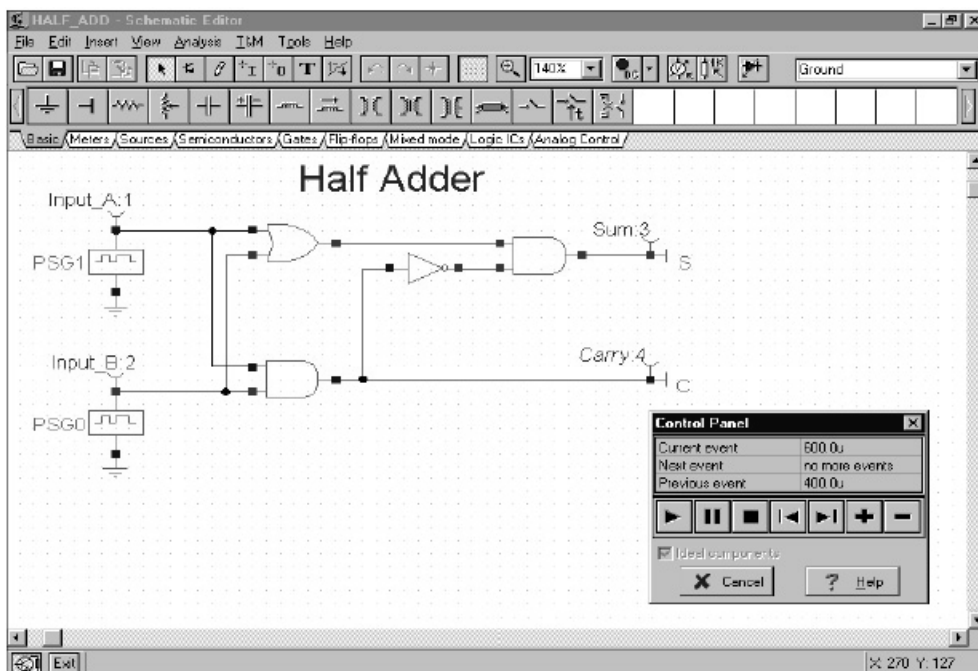 HALF_ADD - Schematic Editor
File Edit Insert View Analysis T&M Tools Help
T 140% DC Ground
Basic Meters Sources Semiconductors Gates Flip-flops Mixed mode Logic ICs Analog Control
Half Adder
Input_A:1
PSG1
Sum:3
S
Input_B:2
PSG0
Carry:4
C
Control Panel
Current event 600.0u
Next event no more events
Previous event 400.0u
Ideal components
Cancel ? Help
Exit X: 270 Y: 127